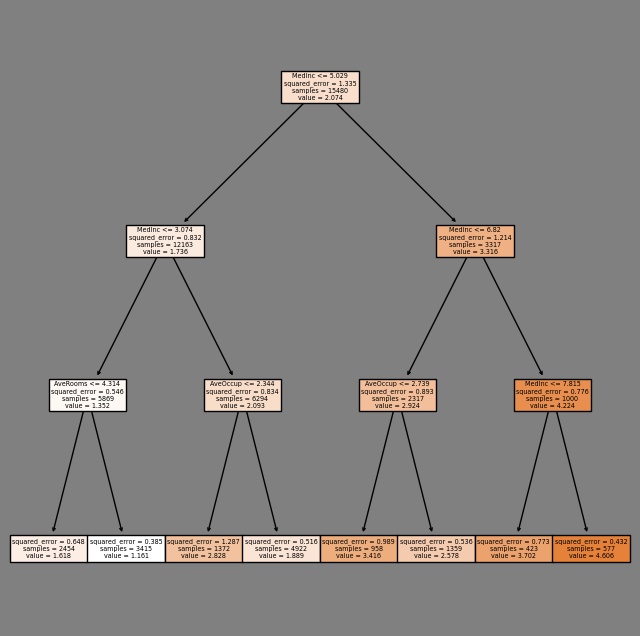 MedInc <= 5.029
squared_error = 1.335
samples = 15480
value = 2.074
MedInc <= 3.074
squared_error = 0.832
samples = 12163
value = 1.736
MedInc <= 6.82
squared_error = 1.214
samples = 3317
value = 3.316
AveRooms <= 4.314
squared_error = 0.546
samples = 5869
value = 1.352
AveOccup <= 2.344
squared_error = 0.834
samples = 6294
value = 2.093
AveOccup <= 2.739
squared_error = 0.893
samples = 2317
value = 2.924
MedInc <= 7.815
squared_error = 0.776
samples = 1000
value = 4.224
squared_error = 0.648
samples = 2454
value = 1.618
squared_error = 0.385
samples = 3415
value = 1.161
squared_error = 1.287
samples = 1372
value = 2.828
squared_error = 0.516
samples = 4922
value = 1.889
squared_error = 0.989
samples = 958
value = 3.416
squared_error = 0.536
samples = 1359
value = 2.578
squared_error = 0.773
samples = 423
value = 3.702
squared_error = 0.432
samples = 577
value = 4.606